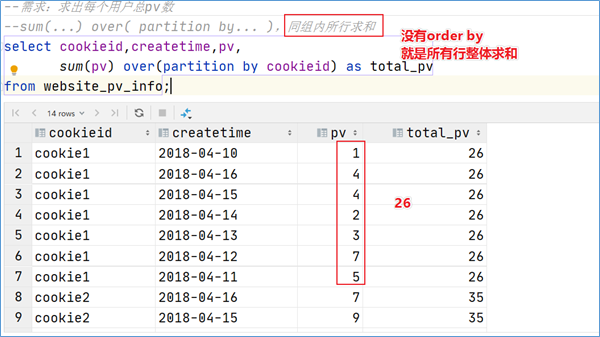 --需求：求出每个用户总pv数
--sum(...) over( partition by... )，同组内所行求和
select cookieid,createtime,pv,
sum(pv) over(partition by cookieid) as total_pv
from website_pv_info;
没有order by
就是所有行整体求和
14 rows
cookieid createtime pv total_pv
1 cookie1 2018-04-10 1 26
2 cookie1 2018-04-16 4 26
3 cookie1 2018-04-15 4 26
4 cookie1 2018-04-14 2 26
5 cookie1 2018-04-13 3 26
6 cookie1 2018-04-12 7 26
7 cookie1 2018-04-11 5 26
8 cookie2 2018-04-16 7 35
9 cookie2 2018-04-15 9 35
26